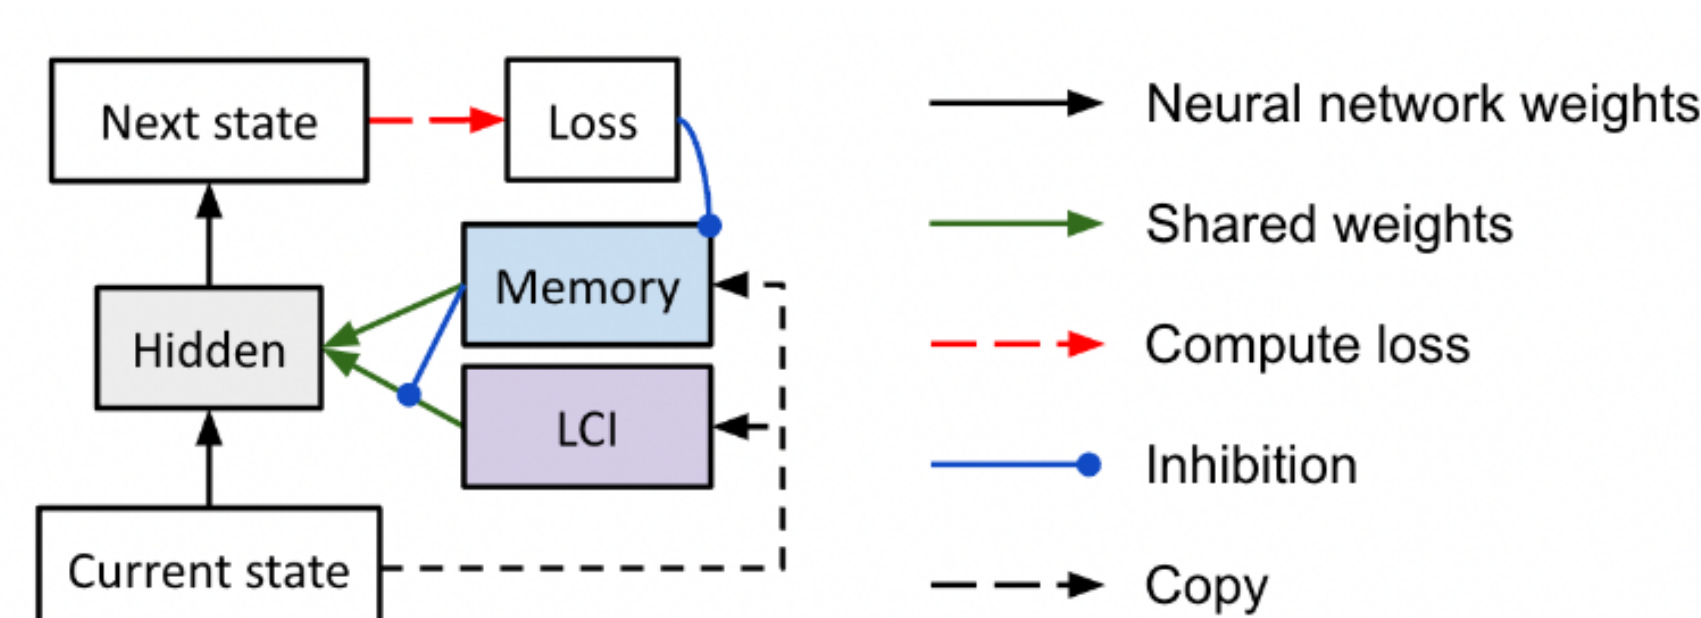 Next state
Loss
Memory
Hidden
LCI
Current state
Neural network weights
Shared weights
Compute loss
Inhibition
Copy